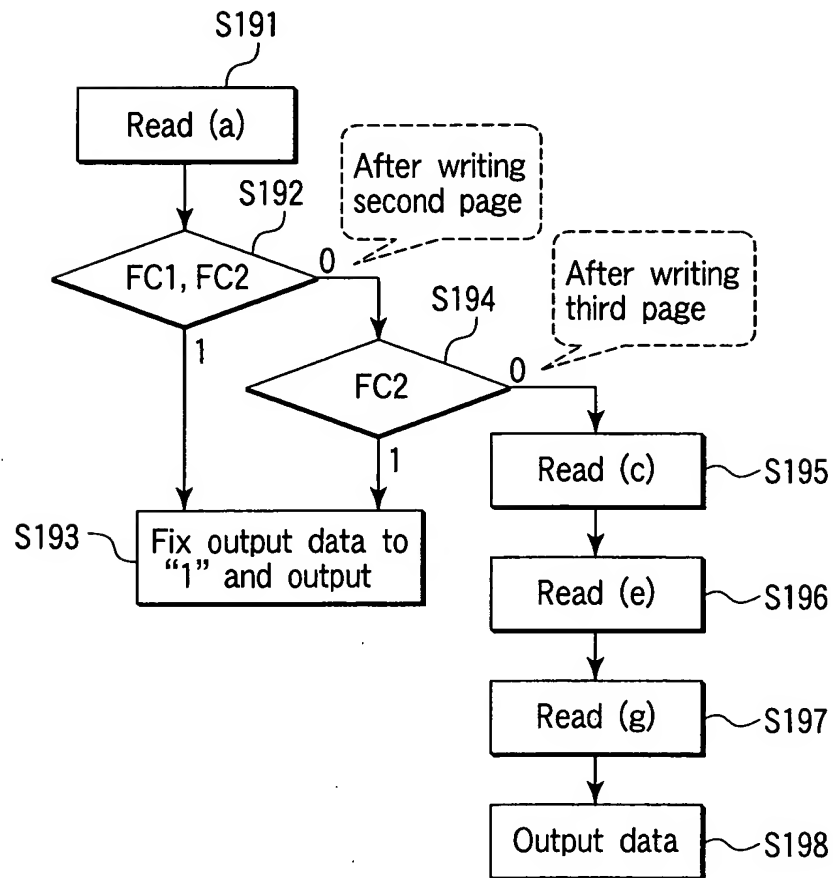 S191
Read (a)
After writing
second page
S192
0
FC1, FC2
1
After writing
third page
S194
0
FC2
1
Read (c)
S195
S193
Fix output data to
“1” and output
Read (e)
S196
Read (g)
S197
Output data
S198